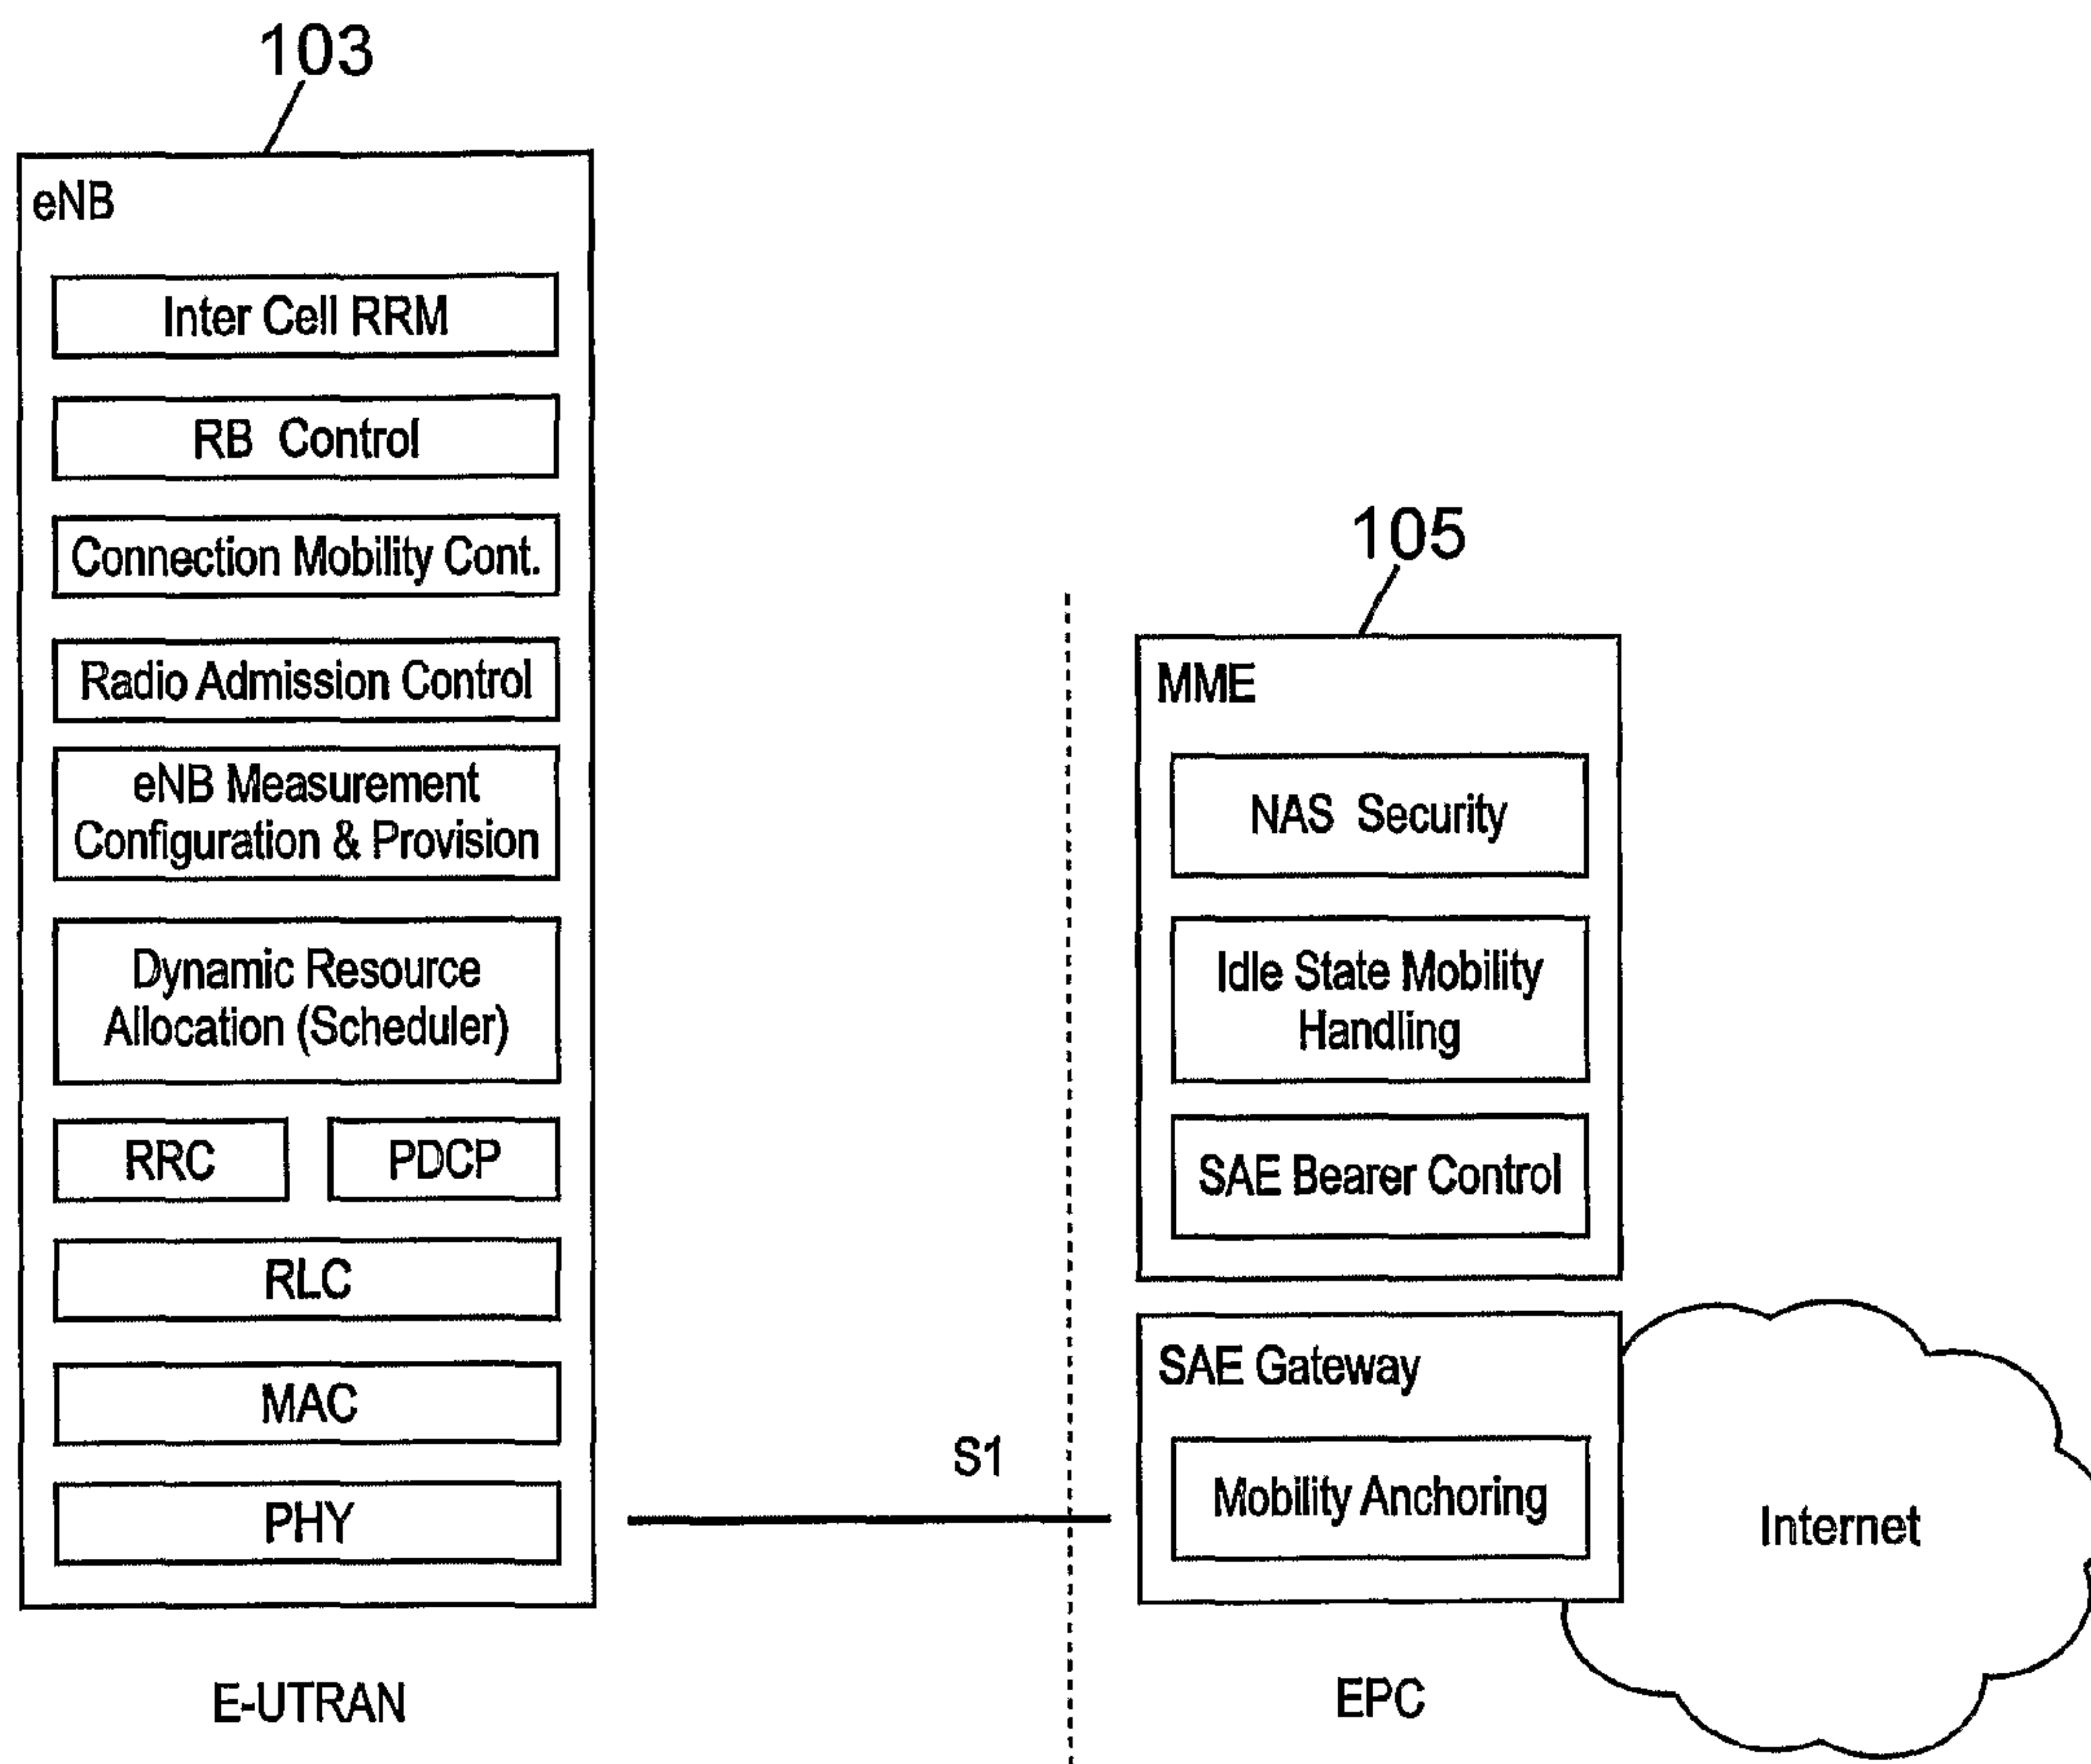 103
eNB
Inter Cell RRM
RB Control
Connection Mobility Cont.
Radio Admission Control
eNB Measurement
Configuration & Provision
Dynamic Resource
Allocation (Scheduler)
RRC
PDCP
RLC
MAC
PHY
E-UTRAN
S1
105
MME
NAS Security
Idle State Mobility
Handling
SAE Bearer Control
SAE Gateway
Mobility Anchoring
EPC
Internet